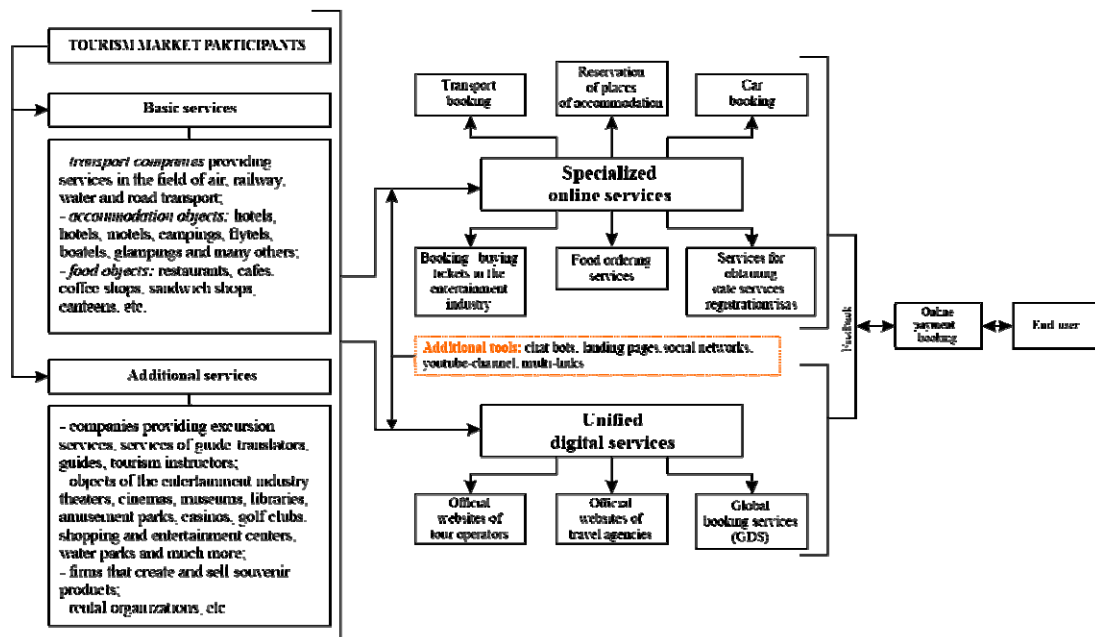 TOURISM MARKET PARTICIPANTS
Basic services
transport companies providing
services in the field of air, railway,
water and road transport;
- accommodation objects: hotels,
hotels, motels, campings, flytels,
boatels, glampings and many others;
- food objects: restaurants, cafes,
coffee shops, sandwich shops,
canteens, etc.
Additional services
- companies providing excursion
services, services of guide translators,
guides, tourism instructors;
objects of the entertainment industry
theaters, cinemas, museums, libraries,
amusement parks, casinos, golf clubs,
shopping and entertainment centers,
water parks and much more;
- firms that create and sell souvenir
products;
rental organizations, etc
Transport
booking
Reservation
of places
of accommodation
Car
booking
Specialized
online services
Booking buying
tickets in the
entertainment
industry
Food ordering
services
Services for
obtaining
state services
registration/visas
Additional tools: chat bots, landing pages, social networks,
youtube-channel, multi-links
Unified
digital services
Official
websites of
tour operators
Official
websites of
travel agencies
Global
booking services
(GDS)
Feedback
Online
payment
booking
End user